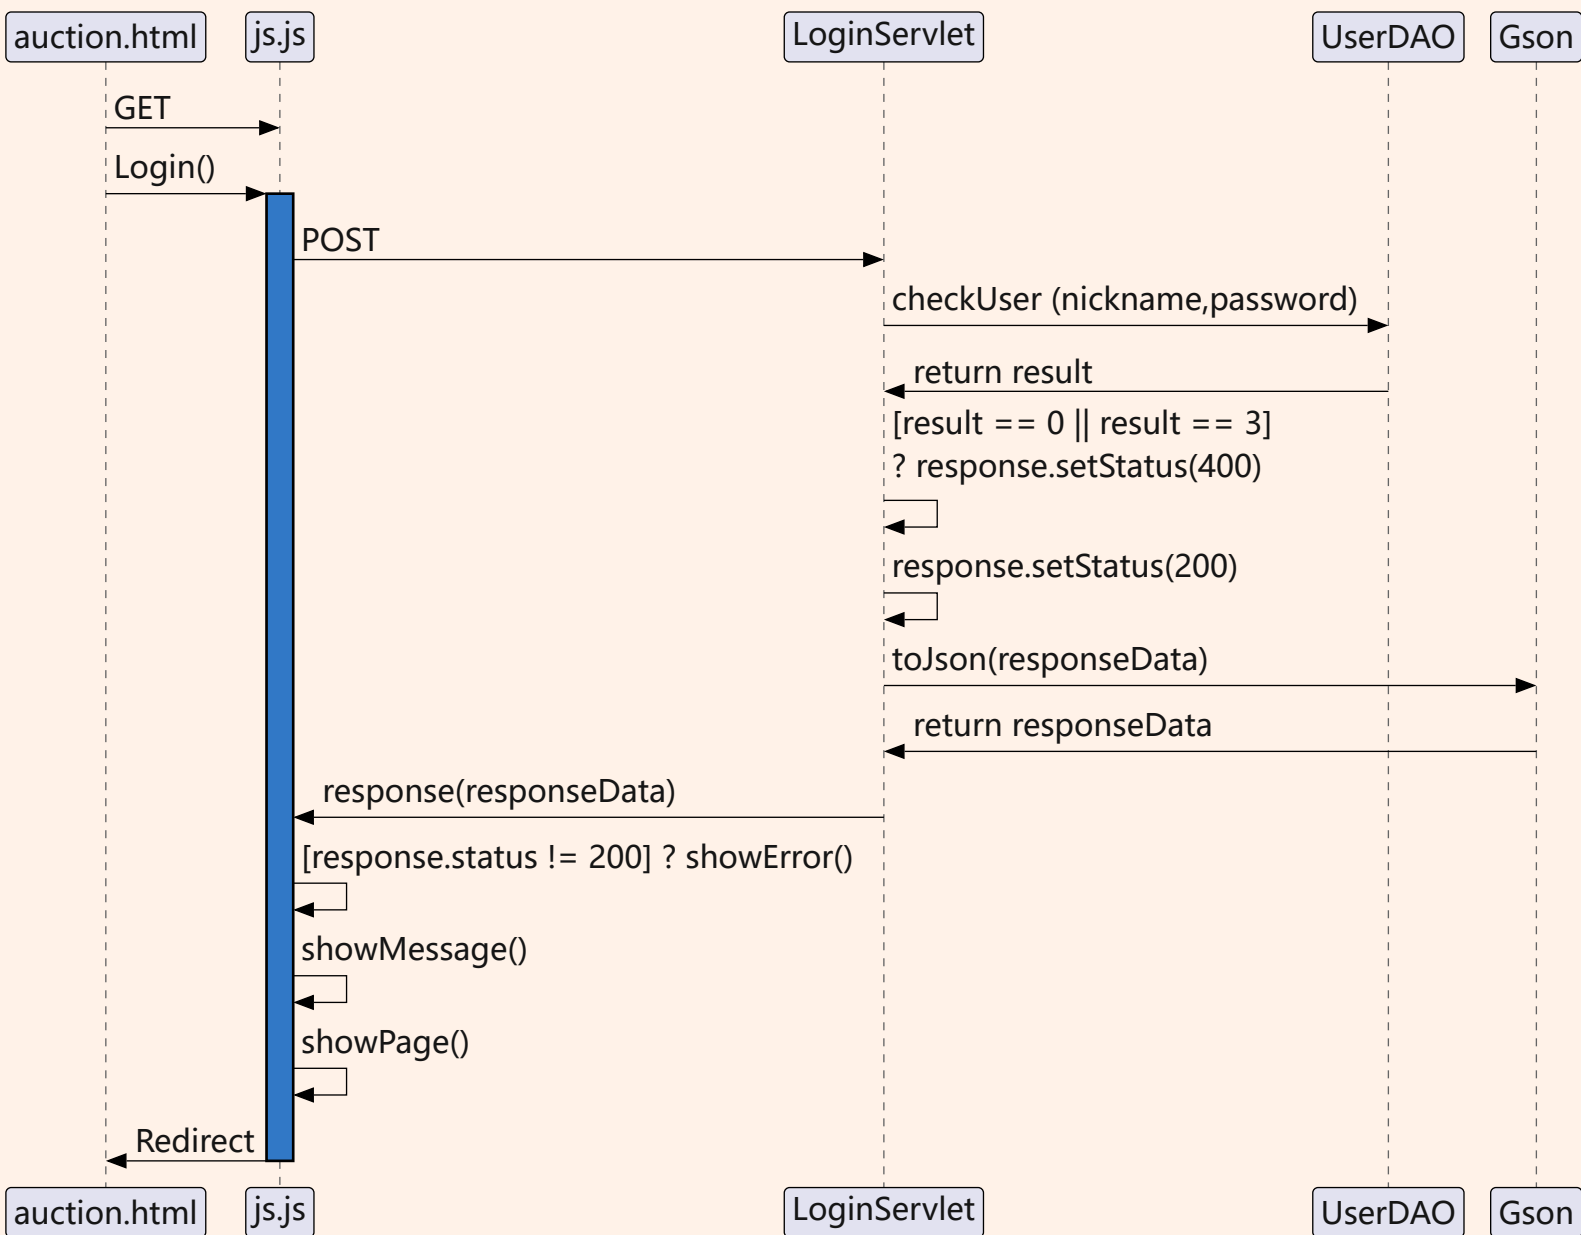 auction.html
js.js
LoginServlet
UserDAO
Gson
GET
Login()
POST
checkUser (nickname,password)
return result
[result == 0 || result == 3]
? response.setStatus(400)
response.setStatus(200)
toJson(responseData)
return responseData
response(responseData)
[response.status != 200] ? showError()
showMessage()
showPage()
Redirect
auction.html
js.js
LoginServlet
UserDAO
Gson